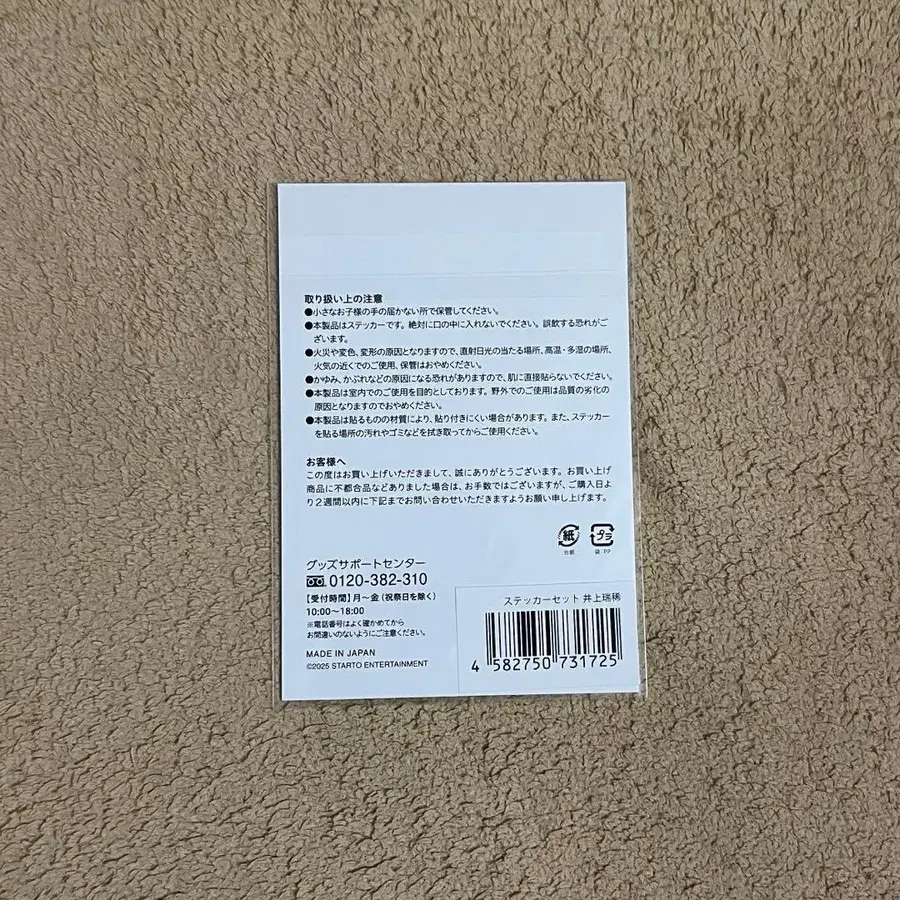 取り扱い上の注意
●小さなお子様の手の届かない所で保管してください。
●本製品はステッカーです。絶対に口の中に入れないでください。誤飲する恐れがご
ざいます。
●火災や変色、変形の原因となりますので、直射日光の当たる場所、高温・多湿の場所、
火気の近くでのご使用、保管はおやめください。
●かゆみ、かぶれなどの原因になる恐れがありますので、肌に直接貼らないでください。
●本製品は室内でのご使用を目的としております。野外でのご使用は品質の劣化の
原因となりますのでおやめください。
●本製品は貼るものの材質により、貼り付きにくい場合があります。また、ステッカー
を貼る場所の汚れやゴミなどを拭き取ってからご使用ください。
お客様へ
この度はお買い上げいただきまして、誠にありがとうございます。お買い上げ
商品に不都合品などありました場合は、お手数ではございますが、ご購入日よ
り2週間以内に下記までお問い合わせいただきますようお願い申し上げます。
紙
台紙
プラ
袋:PP
グッズサポートセンター
0120-382-310
【受付時間】月〜金(祝祭日を除く)
10:00〜18:00
※電話番号はよく確かめてから
お間違いのないようにご注意ください。
MADE IN JAPAN
©2025 STARTO ENTERTAINMENT
ステッカーセット 井上瑞稀
4 582750 731725